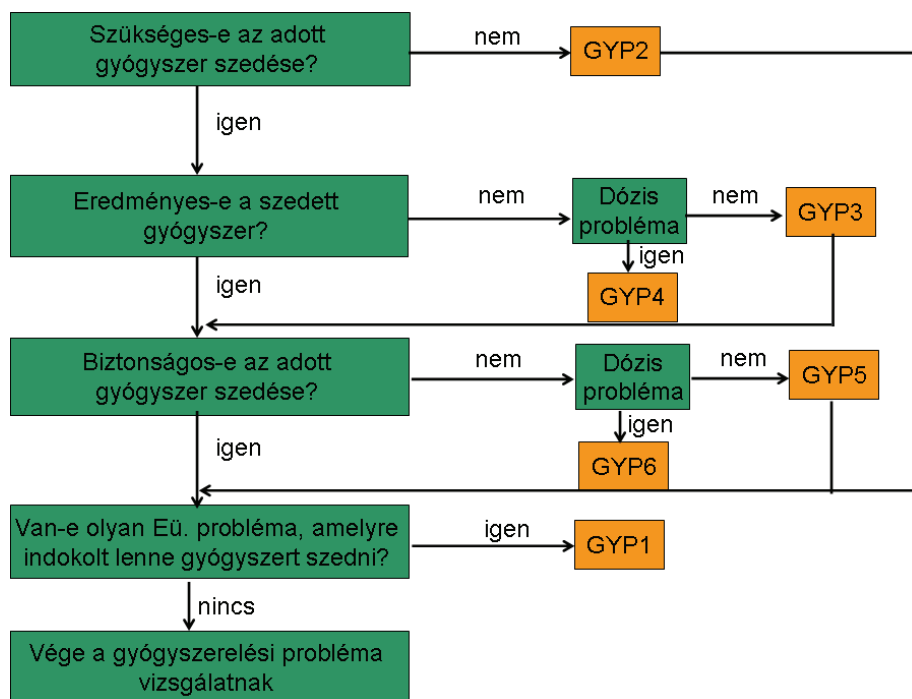 Szükséges-e az adott
gyógyszer szedése?
nem
GYP2
igen
Eredményes-e a szedett
gyógyszer?
nem
Dózis
probléma
nem
GYP3
igen
GYP4
igen
Biztonságos-e az adott
gyógyszer szedése?
nem
Dózis
probléma
nem
GYP5
igen
GYP6
igen
Van-e olyan Eü. probléma, amelyre
indokolt lenne gyógyszert szedni?
igen
GYP1
nincs
Vége a gyógyszerelési probléma
vizsgálatnak